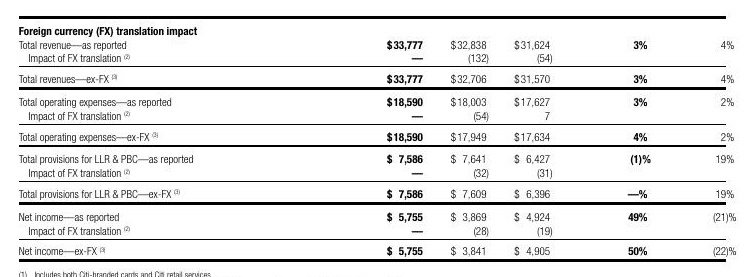 Foreign currency (FX) translation impact
Total revenue—as reported $33,777 $32,838 $31,624 3% 4%
Impact of FX translation (2) — (132) (54)
Total revenues—ex-FX (3) $33,777 $32,706 $31,570 3% 4%
Total operating expenses—as reported $18,590 $18,003 $17,627 3% 2%
Impact of FX translation (2) — (54) 7
Total operating expenses—ex-FX (3) $18,590 $17,949 $17,634 4% 2%
Total provisions for LLR & PBC—as reported $ 7,586 $ 7,641 $ 6,427 (1)% 19%
Impact of FX translation (2) — (32) (31)
Total provisions for LLR & PBC—ex-FX (3) $ 7,586 $ 7,609 $ 6,396 —% 19%
Net income—as reported $ 5,755 $ 3,869 $ 4,924 49% (21)%
Impact of FX translation (2) — (28) (19)
Net income—ex-FX (3) $ 5,755 $ 3,841 $ 4,905 50% (22)%
(1) Includes both Citi-branded cards and Citi retail services.